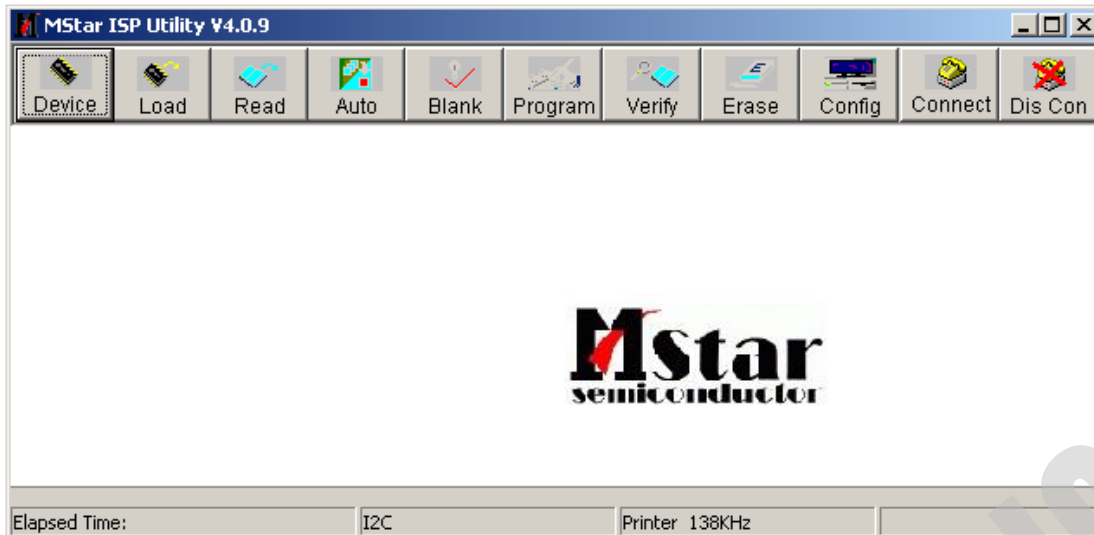 MStar ISP Utility V4.0.9
Device Load Read Auto Blank Program Verify Erase Config Connect Dis Con
Mstar
semiconductor
Elapsed Time: I2C Printer 138KHz